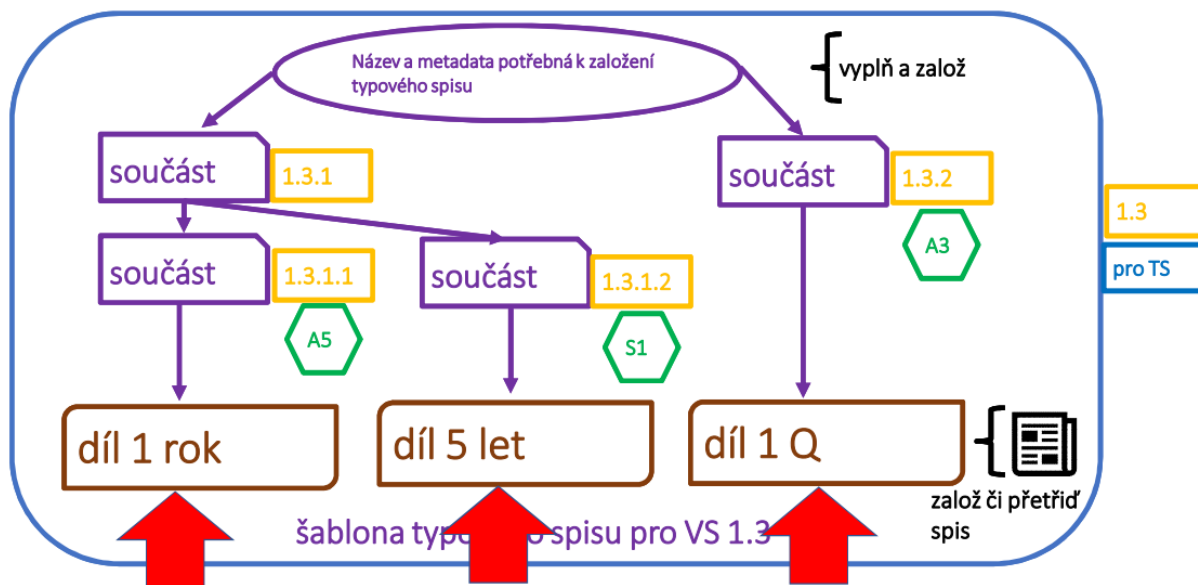 Název a metadata potřebná k založení
typového spisu
vyplň a založ
součást
1.3.1
součást
1.3.2
A3
1.3
pro TS
součást
1.3.1.1
A5
součást
1.3.1.2
S1
díl 1 rok
díl 5 let
díl 1 Q
založ či přetřiď
spis
šablona spisu pro VS 1.3